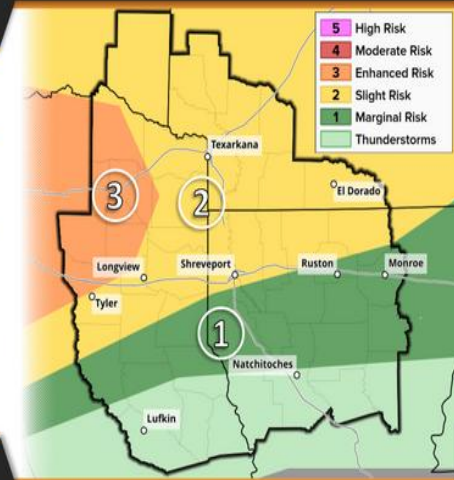 5 High Risk
4 Moderate Risk
3 Enhanced Risk
2 Slight Risk
1 Marginal Risk
Thunderstorms
Texarkana
3
2
El Dorado
Longview
Shreveport
Ruston
Monroe
Tyler
1
Natchitoches
Lufkin